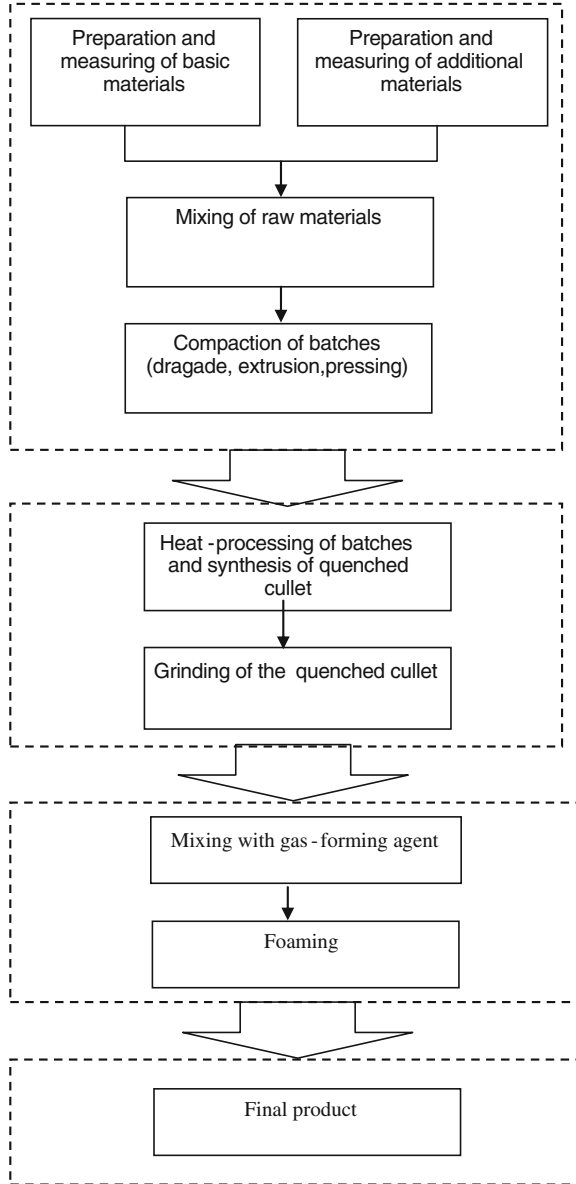 Preparation and
measuring of basic
materials
Preparation and
measuring of additional
materials
Mixing of raw materials
Compaction of batches
(dragade, extrusion,pressing)
Heat-processing of batches
and synthesis of quenched
cullet
Grinding of the quenched cullet
Mixing with gas-forming agent
Foaming
Final product